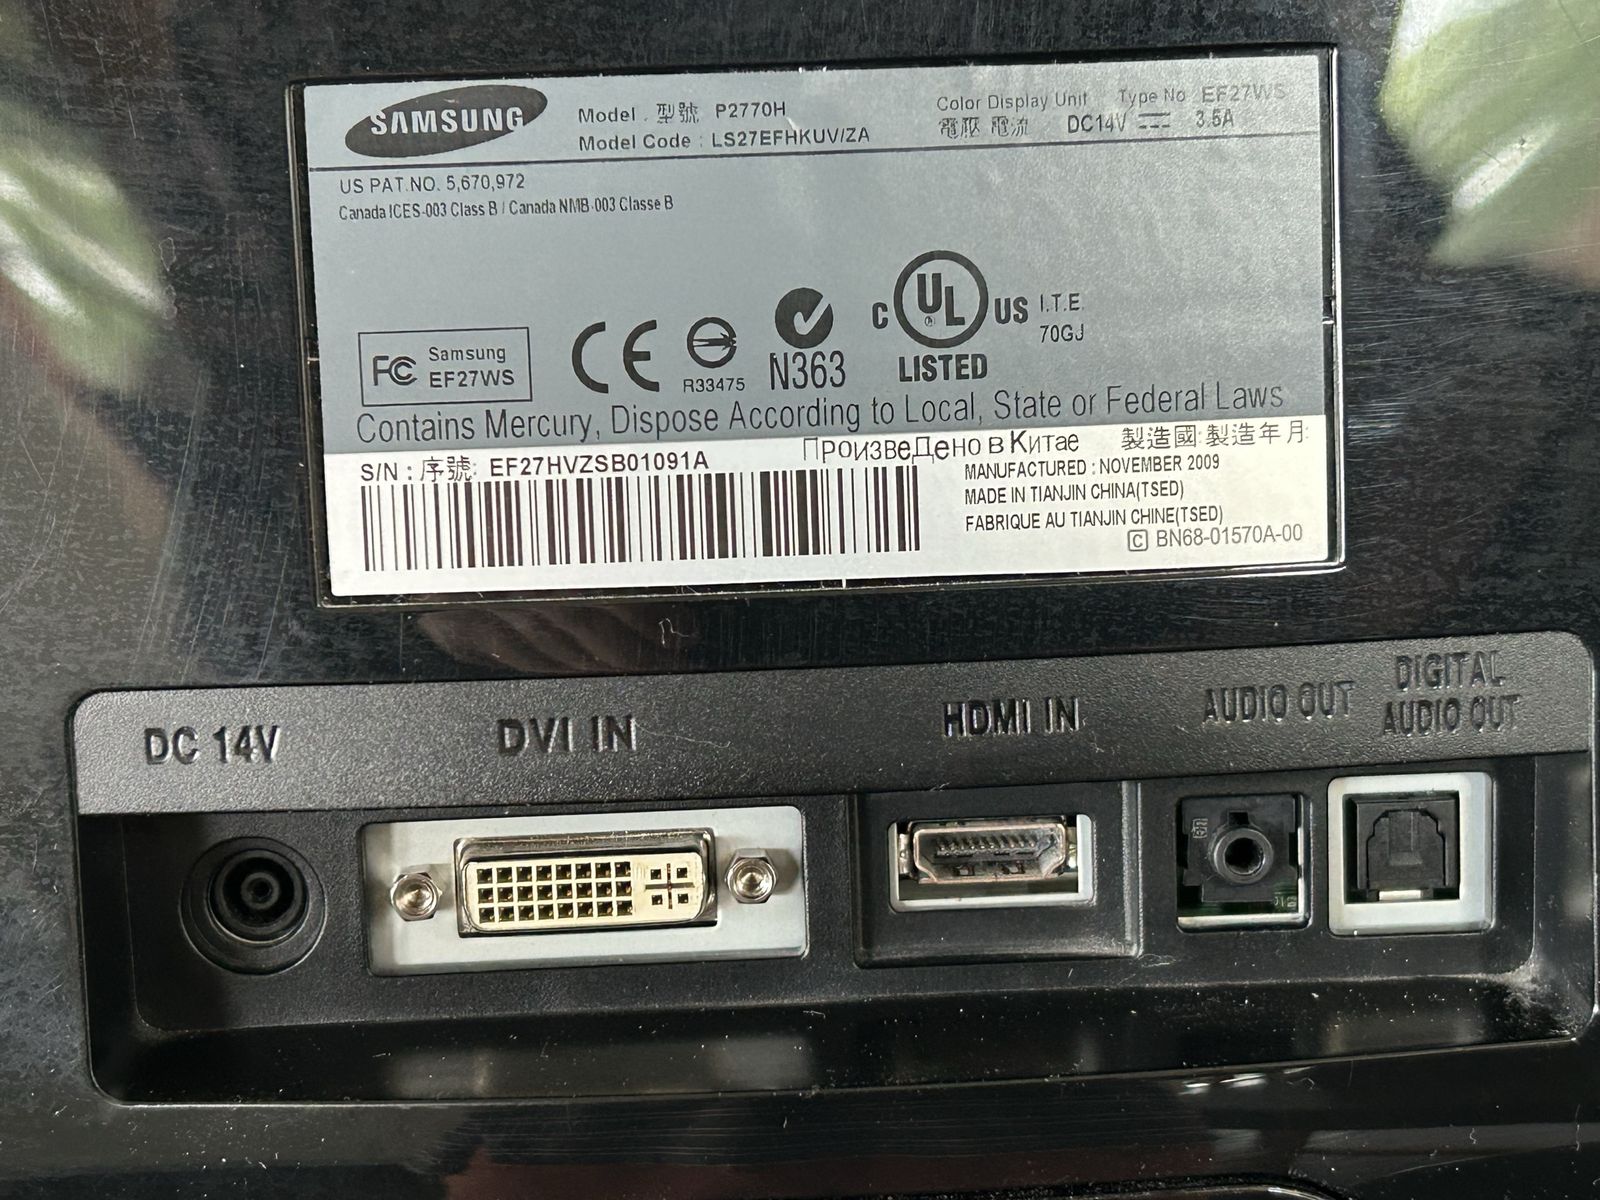 SAMSUNG
Model : 型號 P2770H
Model Code : LS27EFHKUV/ZA
Color Display Unit Type No EF27WS
電壓 電流 DC14V 3.5A
US PAT.NO. 5,670,972
Canada ICES-003 Class B / Canada NMB-003 Classe B
FC Samsung
EF27WS
CE
R33475
N363
C UL US
LISTED
I.T.E.
70GJ
Contains Mercury, Dispose According to Local, State or Federal Laws
S/N : 序號: EF27HVZSB01091A
Произведено в Китае 製造國:製造年月:
MANUFACTURED : NOVEMBER 2009
MADE IN TIANJIN CHINA(TSED)
FABRIQUE AU TIANJIN CHINE(TSED)
C BN68-01570A-00
DC 14V
DVI IN
HDMI IN
AUDIO OUT
DIGITAL
AUDIO OUT